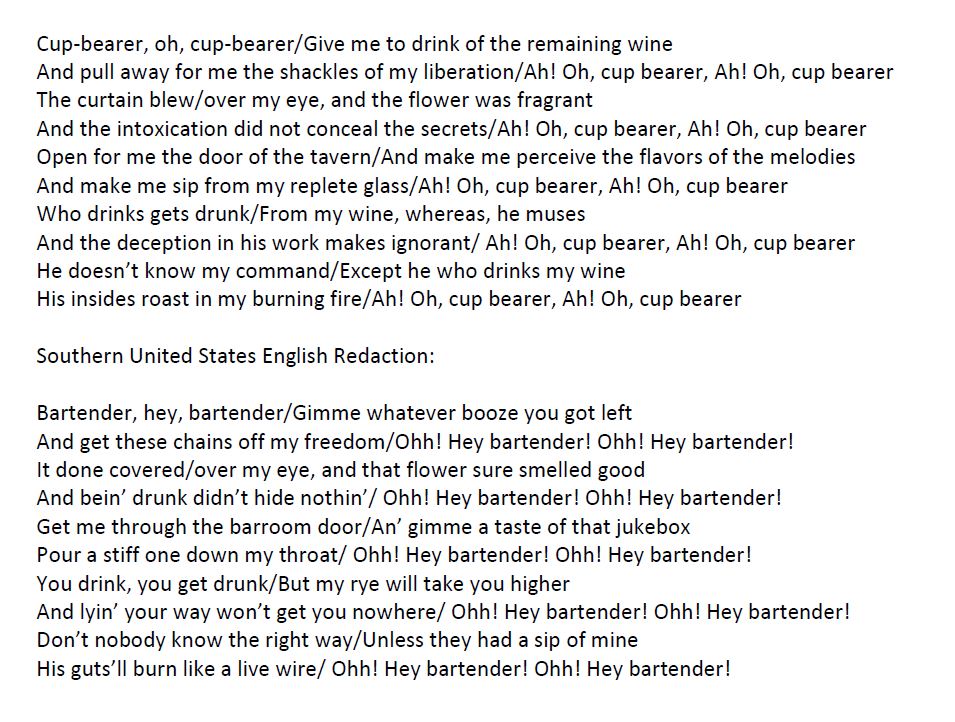 Cup-bearer, oh, cup-bearer/Give me to drink of the remaining wine
And pull away for me the shackles of my liberation/Ah! Oh, cup bearer, Ah! Oh, cup bearer
The curtain blew/over my eye, and the flower was fragrant
And the intoxication did not conceal the secrets/Ah! Oh, cup bearer, Ah! Oh, cup bearer
Open for me the door of the tavern/And make me perceive the flavors of the melodies
And make me sip from my replete glass/Ah! Oh, cup bearer, Ah! Oh, cup bearer
Who drinks gets drunk/From my wine, whereas, he muses
And the deception in his work makes ignorant/ Ah! Oh, cup bearer, Ah! Oh, cup bearer
He doesn’t know my command/Except he who drinks my wine
His insides roast in my burning fire/Ah! Oh, cup bearer, Ah! Oh, cup bearer
Southern United States English Redaction:
Bartender, hey, bartender/Gimme whatever booze you got left
And get these chains off my freedom/Ohh! Hey bartender! Ohh! Hey bartender!
It done covered/over my eye, and that flower sure smelled good
And bein’ drunk didn’t hide nothin’/ Ohh! Hey bartender! Ohh! Hey bartender!
Get me through the barroom door/An’ gimme a taste of that jukebox
Pour a stiff one down my throat/ Ohh! Hey bartender! Ohh! Hey bartender!
You drink, you get drunk/But my rye will take you higher
And lyin’ your way won’t get you nowhere/ Ohh! Hey bartender! Ohh! Hey bartender!
Don’t nobody know the right way/Unless they had a sip of mine
His guts’ll burn like a live wire/ Ohh! Hey bartender! Ohh! Hey bartender!